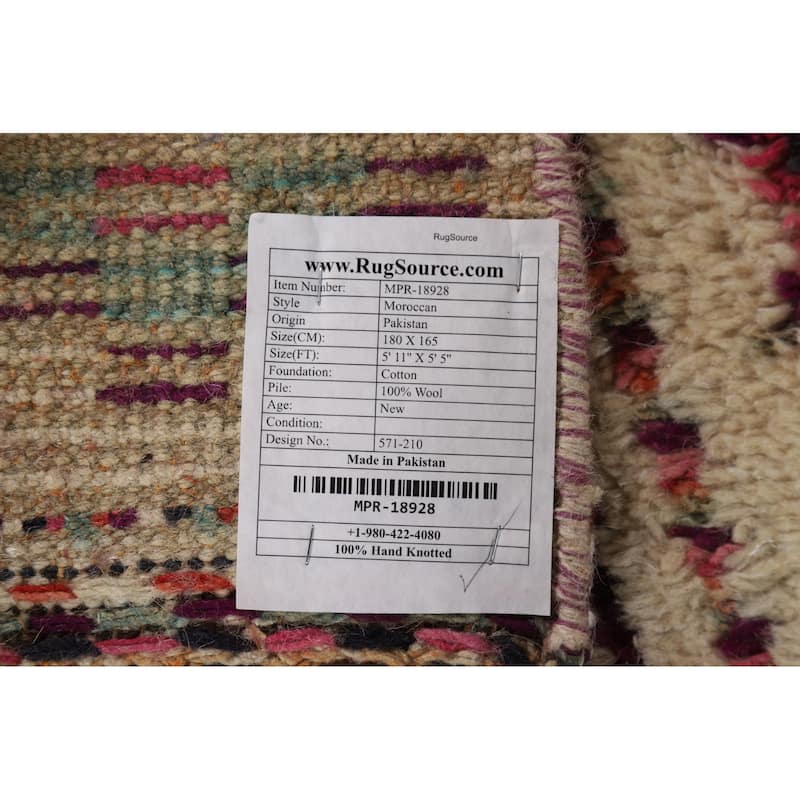 RugSource
www.RugSource.com
Item Number: MPR-18928
Style Moroccan
Origin Pakistan
Size(CM): 180 X 165
Size(FT): 5' 11" X 5' 5"
Foundation: Cotton
Pile: 100% Wool
Age: New
Condition:
Design No.: 571-210
Made in Pakistan
MPR-18928
+1-980-422-4080
100% Hand Knotted